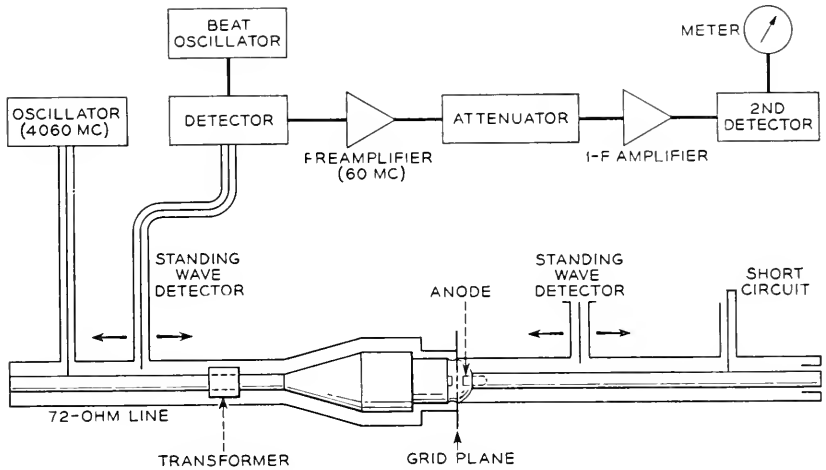 BEAT
OSCILLATOR
METER
OSCILLATOR
(4060 MC)
DETECTOR
PREAMPLIFIER
(60 MC)
ATTENUATOR
I-F AMPLIFIER
2ND
DETECTOR
STANDING
WAVE
DETECTOR
ANODE
STANDING
WAVE
DETECTOR
SHORT
CIRCUIT
72-OHM LINE
TRANSFORMER
GRID PLANE